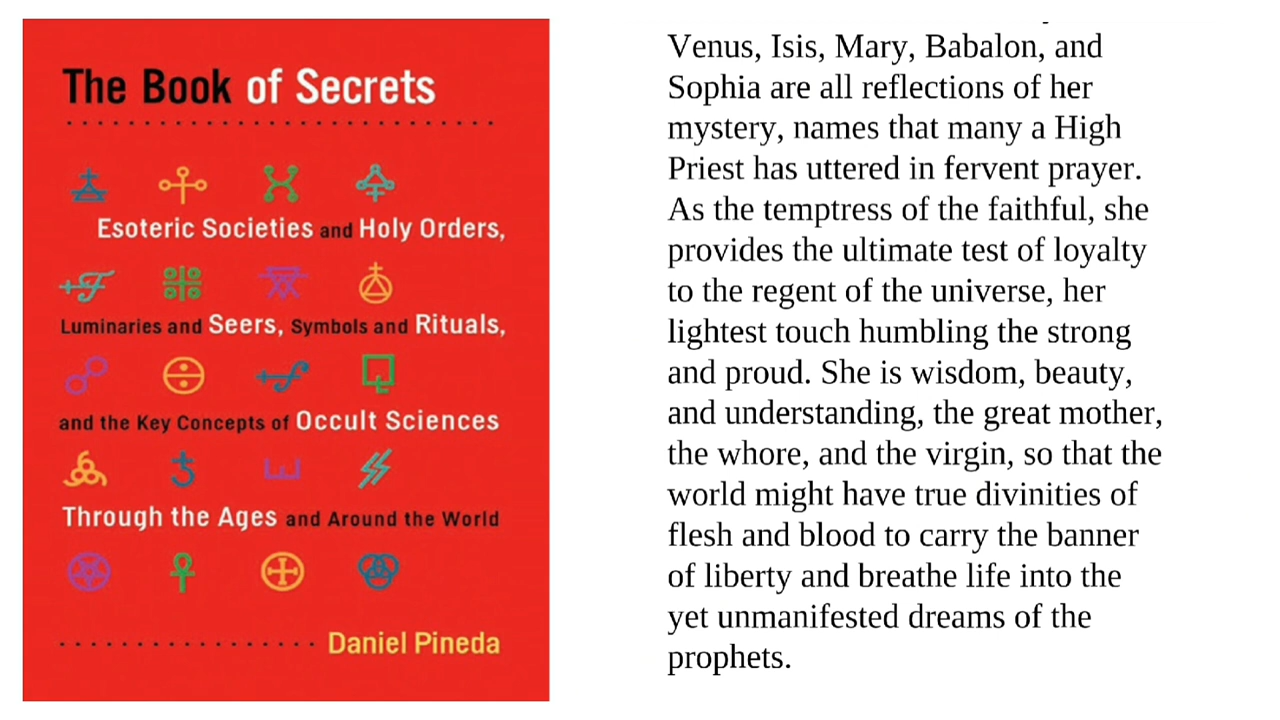 The Book of Secrets
Esoteric Societies and Holy Orders,
Luminaries and Seers, Symbols and Rituals,
and the Key Concepts of Occult Sciences
Through the Ages and Around the World
Daniel Pineda
Venus, Isis, Mary, Babalon, and
Sophia are all reflections of her
mystery, names that many a High
Priest has uttered in fervent prayer.
As the temptress of the faithful, she
provides the ultimate test of loyalty
to the regent of the universe, her
lightest touch humbling the strong
and proud. She is wisdom, beauty,
and understanding, the great mother,
the whore, and the virgin, so that the
world might have true divinities of
flesh and blood to carry the banner
of liberty and breathe life into the
yet unmanifested dreams of the
prophets.